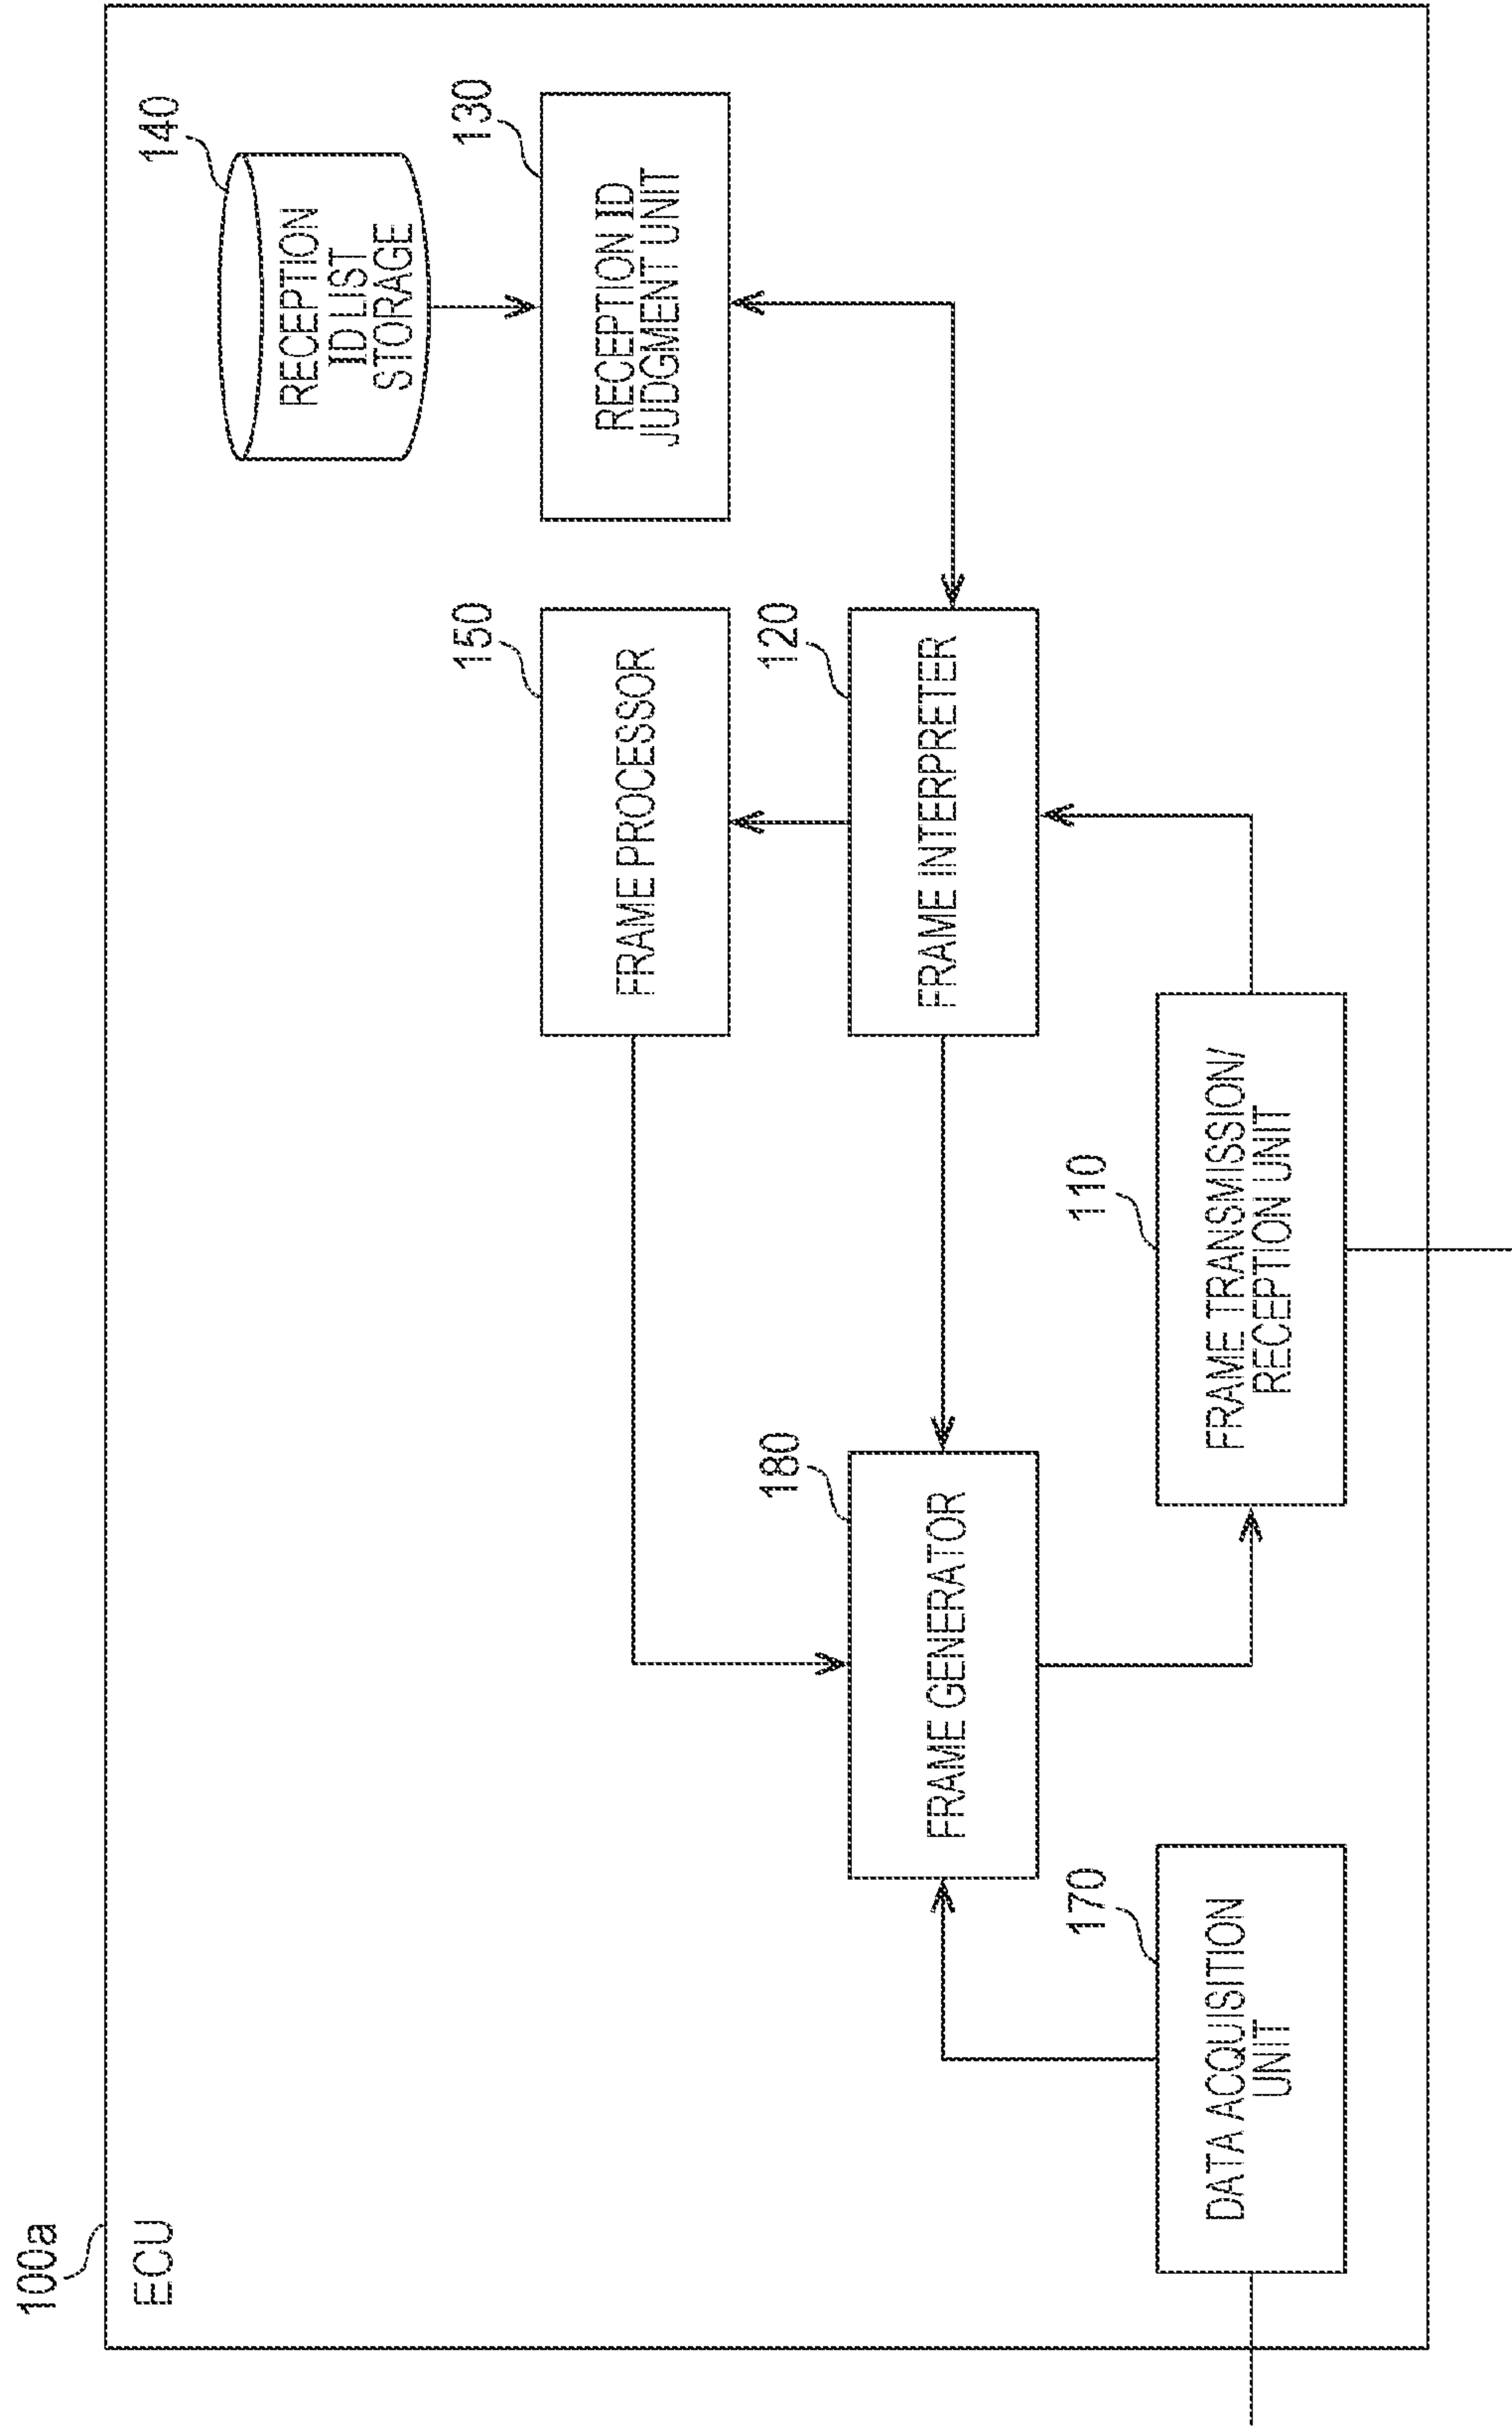 100a
ECU
140
RECEPTION
ID LIST
STORAGE
150
FRAME PROCESSOR
130
RECEPTION ID
JUDGMENT UNIT
180
FRAME GENERATOR
120
FRAME INTERPRETER
170
DATA ACQUISITION
UNIT
110
FRAME TRANSMISSION/
RECEPTION UNIT